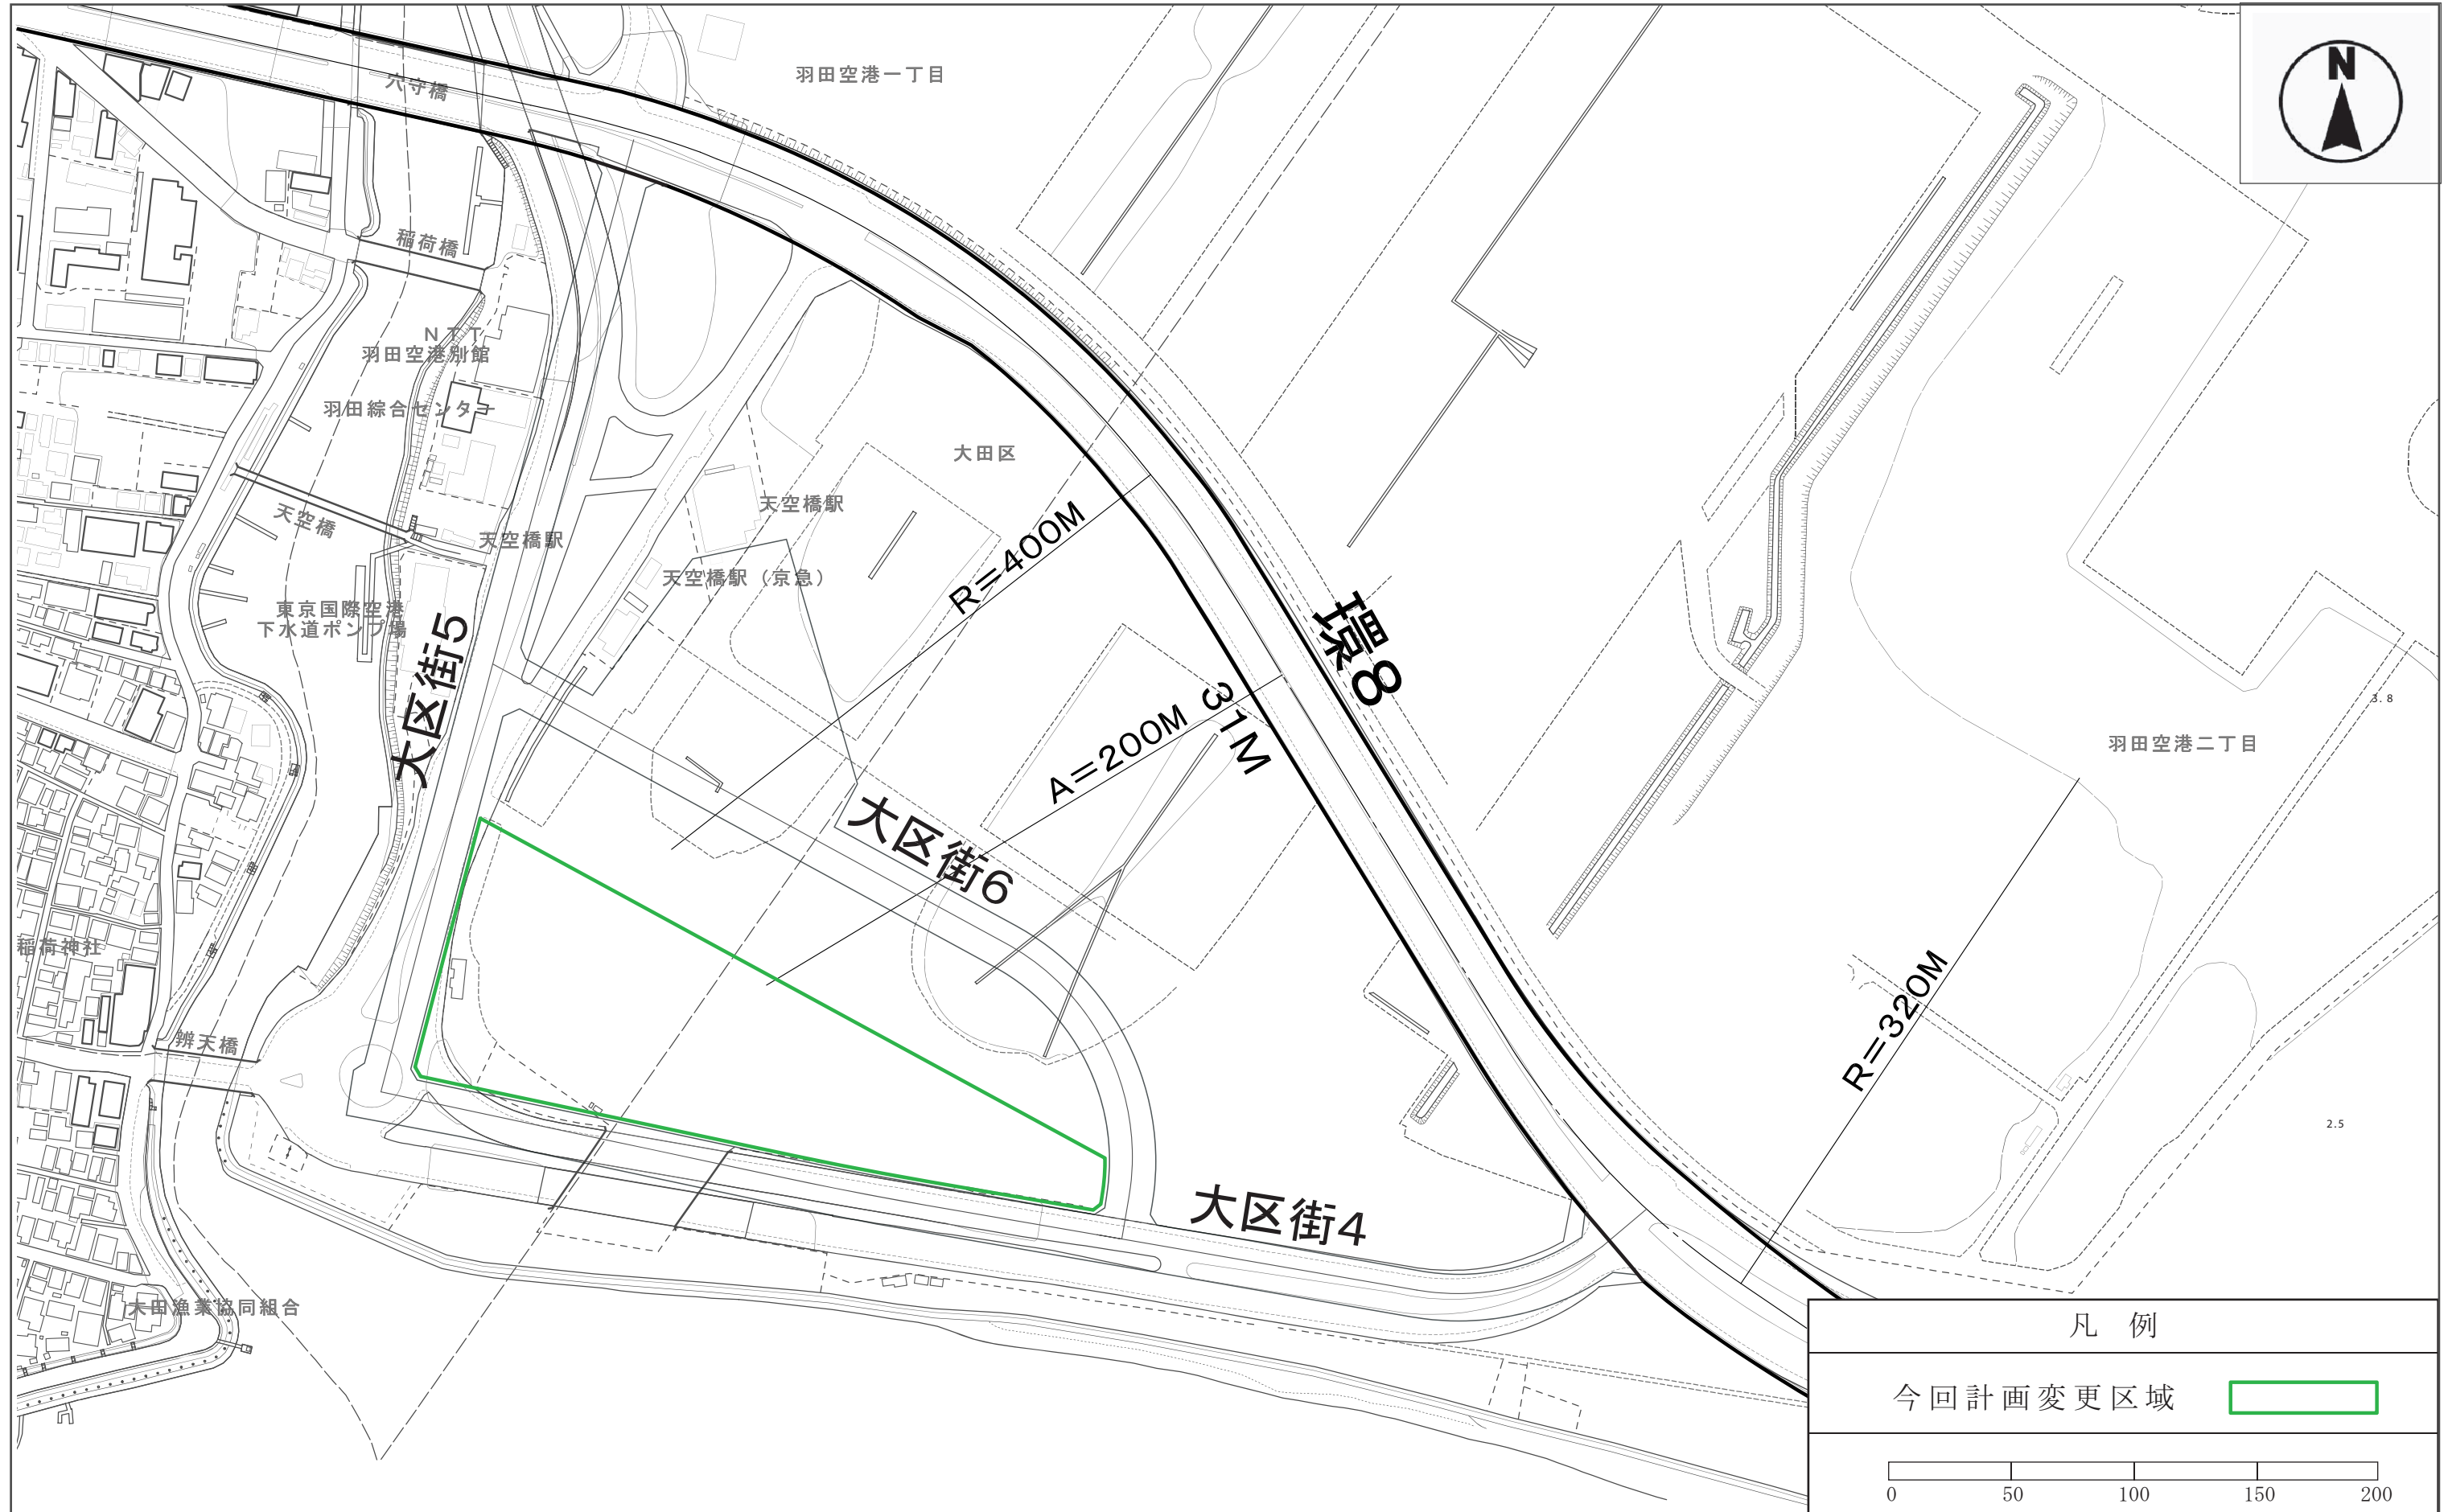 N
羽田空港一丁目
穴守橋
稲荷橋
NTT
羽田空港別館
羽田綜合センター
大田区
天空橋駅
天空橋
天空橋駅
天空橋駅（京急）
R=400M
東京国際空港
下水道ポンプ場
大区街5
環8
31M
A=200M
3.8
羽田空港二丁目
大区街6
稲荷神社
R=320M
辨天橋
2.5
大区街4
大田漁業協同組合
凡 例
今回計画変更区域
0 50 100 150 200